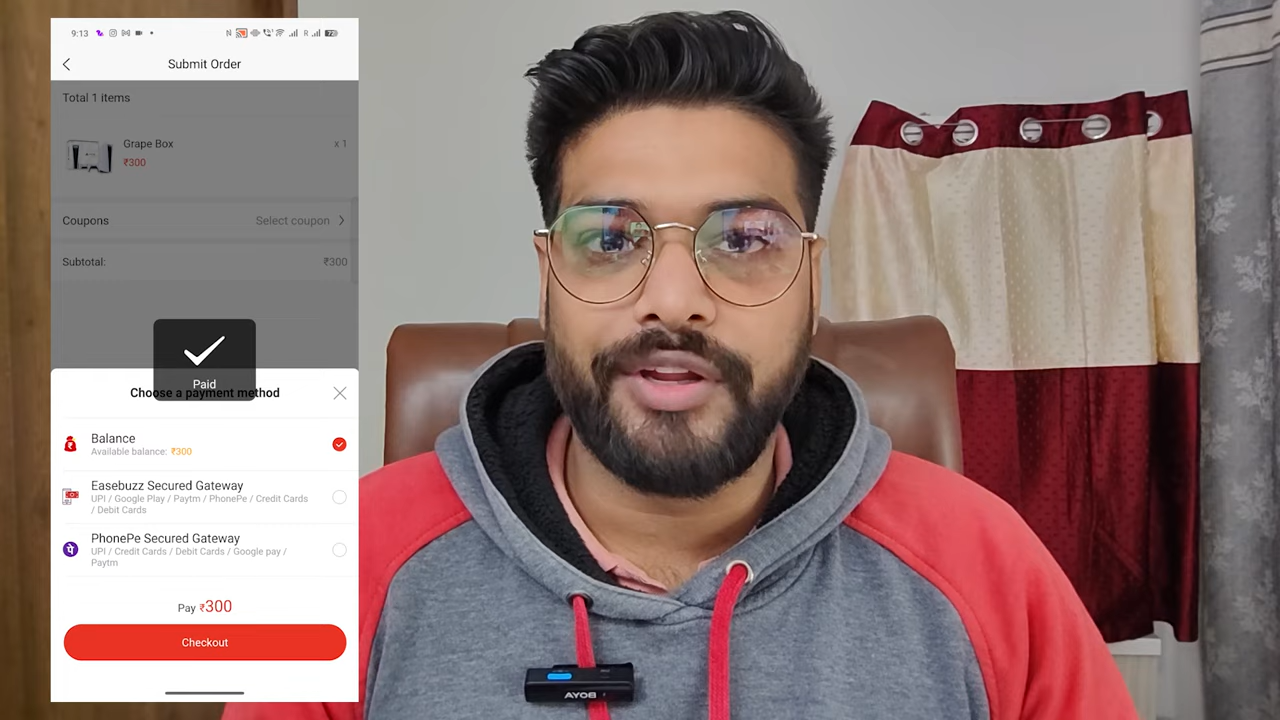 9:13
N
R
72
Submit Order
Total 1 items
Grape Box
x 1
₹300
Coupons
Select coupon
Subtotal:
₹300
Paid
Choose a payment method
Balance
Available balance: ₹300
Easebuzz Secured Gateway
UPI / Google Play / Paytm / PhonePe / Credit Cards
/ Debit Cards
PhonePe Secured Gateway
UPI / Credit Cards / Debit Cards / Google pay /
Paytm
Pay ₹300
Checkout
BOYA